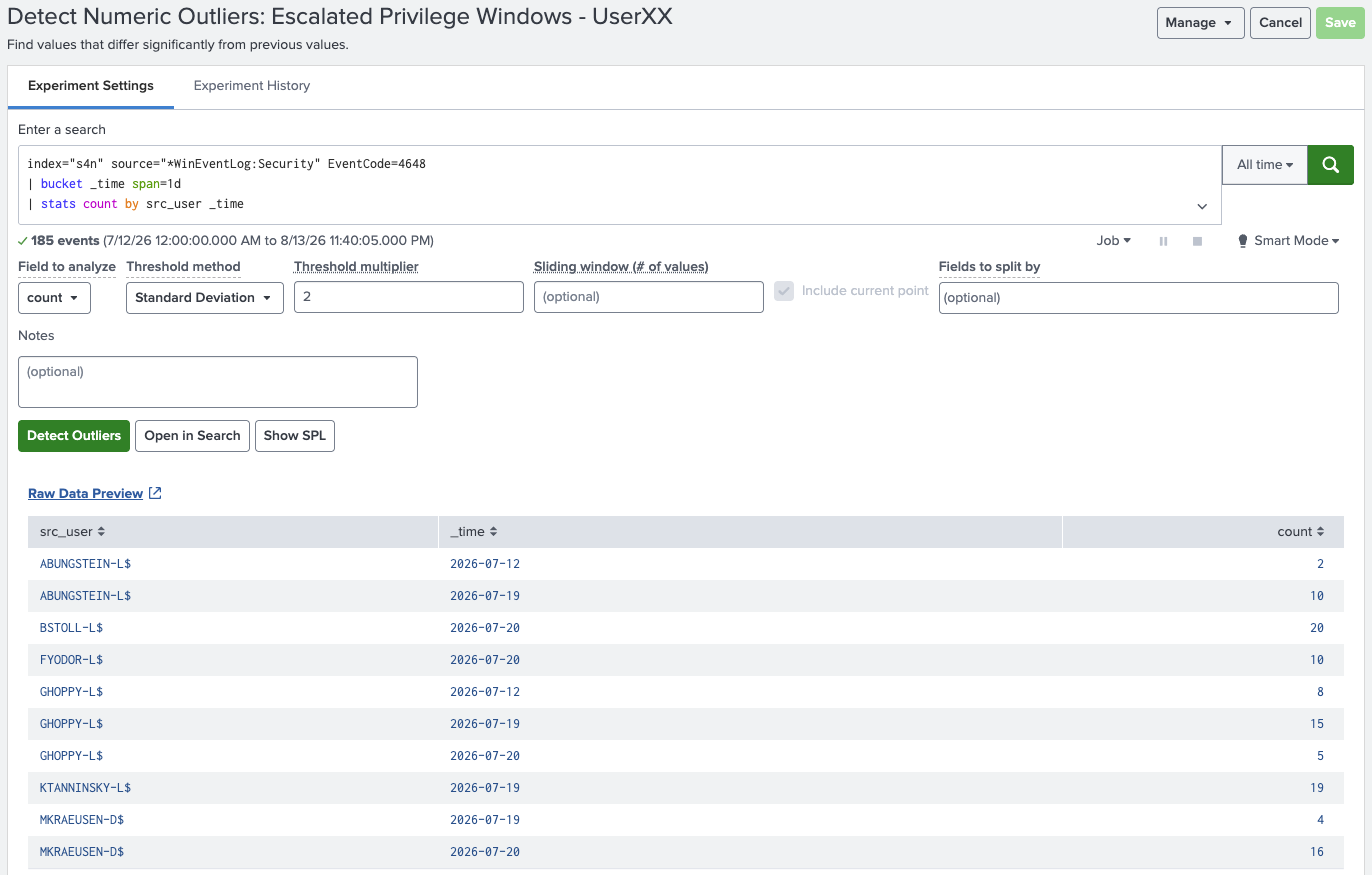 Detect Numeric Outliers: Escalated Privilege Windows - UserXX
Manage Cancel Save
Find values that differ significantly from previous values.
Experiment Settings Experiment History
Enter a search
index="s4n" source="*WinEventLog:Security" EventCode=4648
| bucket _time span=1d
| stats count by src_user _time
All time
185 events (7/12/26 12:00:00.000 AM to 8/13/26 11:40:05.000 PM)
Job Smart Mode
Field to analyze Threshold method Threshold multiplier Sliding window (# of values) Fields to split by
count Standard Deviation 2 (optional) Include current point (optional)
Notes
(optional)
Detect Outliers Open in Search Show SPL
Raw Data Preview
src_user _time count
ABUNGSTEIN-L$ 2026-07-12 2
ABUNGSTEIN-L$ 2026-07-19 10
BSTOLL-L$ 2026-07-20 20
FYODOR-L$ 2026-07-20 10
GHOPPY-L$ 2026-07-12 8
GHOPPY-L$ 2026-07-19 15
GHOPPY-L$ 2026-07-20 5
KTANNINSKY-L$ 2026-07-19 19
MKRAEUSEN-D$ 2026-07-19 4
MKRAEUSEN-D$ 2026-07-20 16